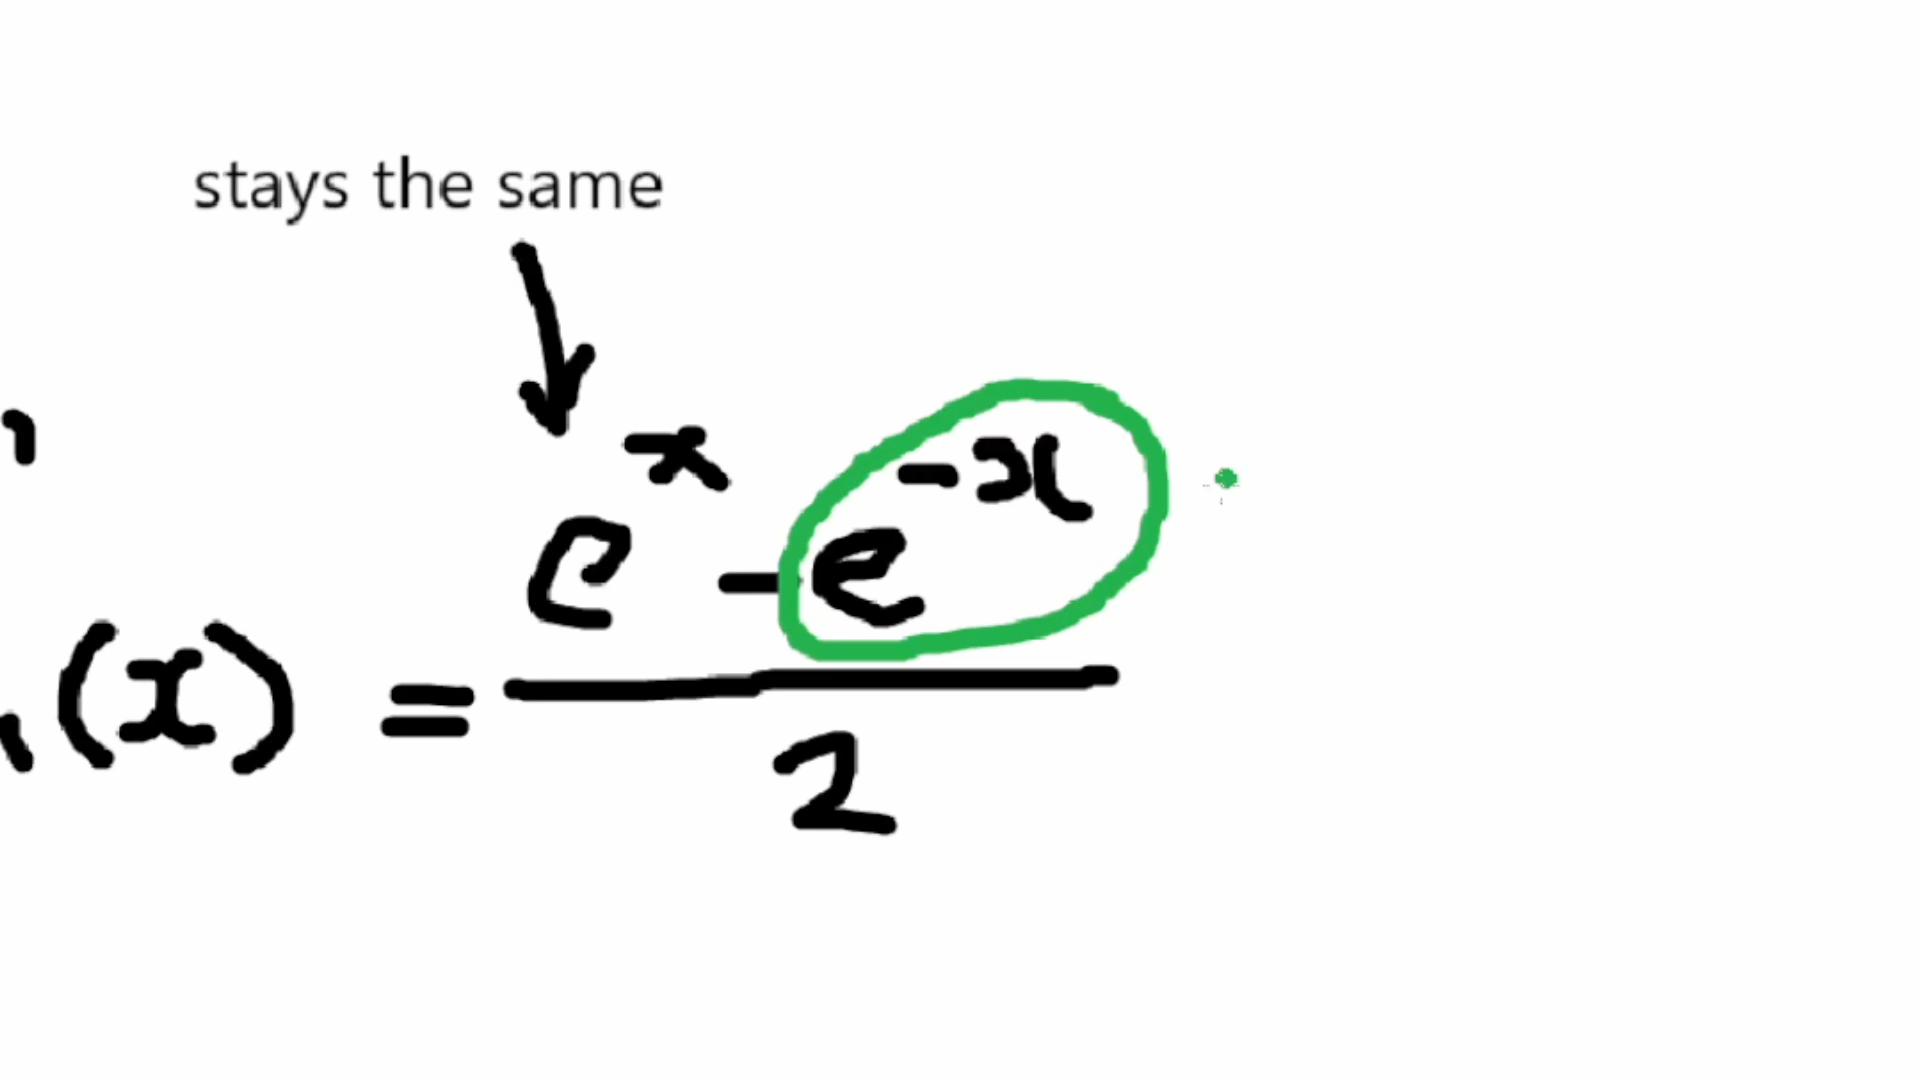 stays the same
(x) = e^x - e^-x / 2